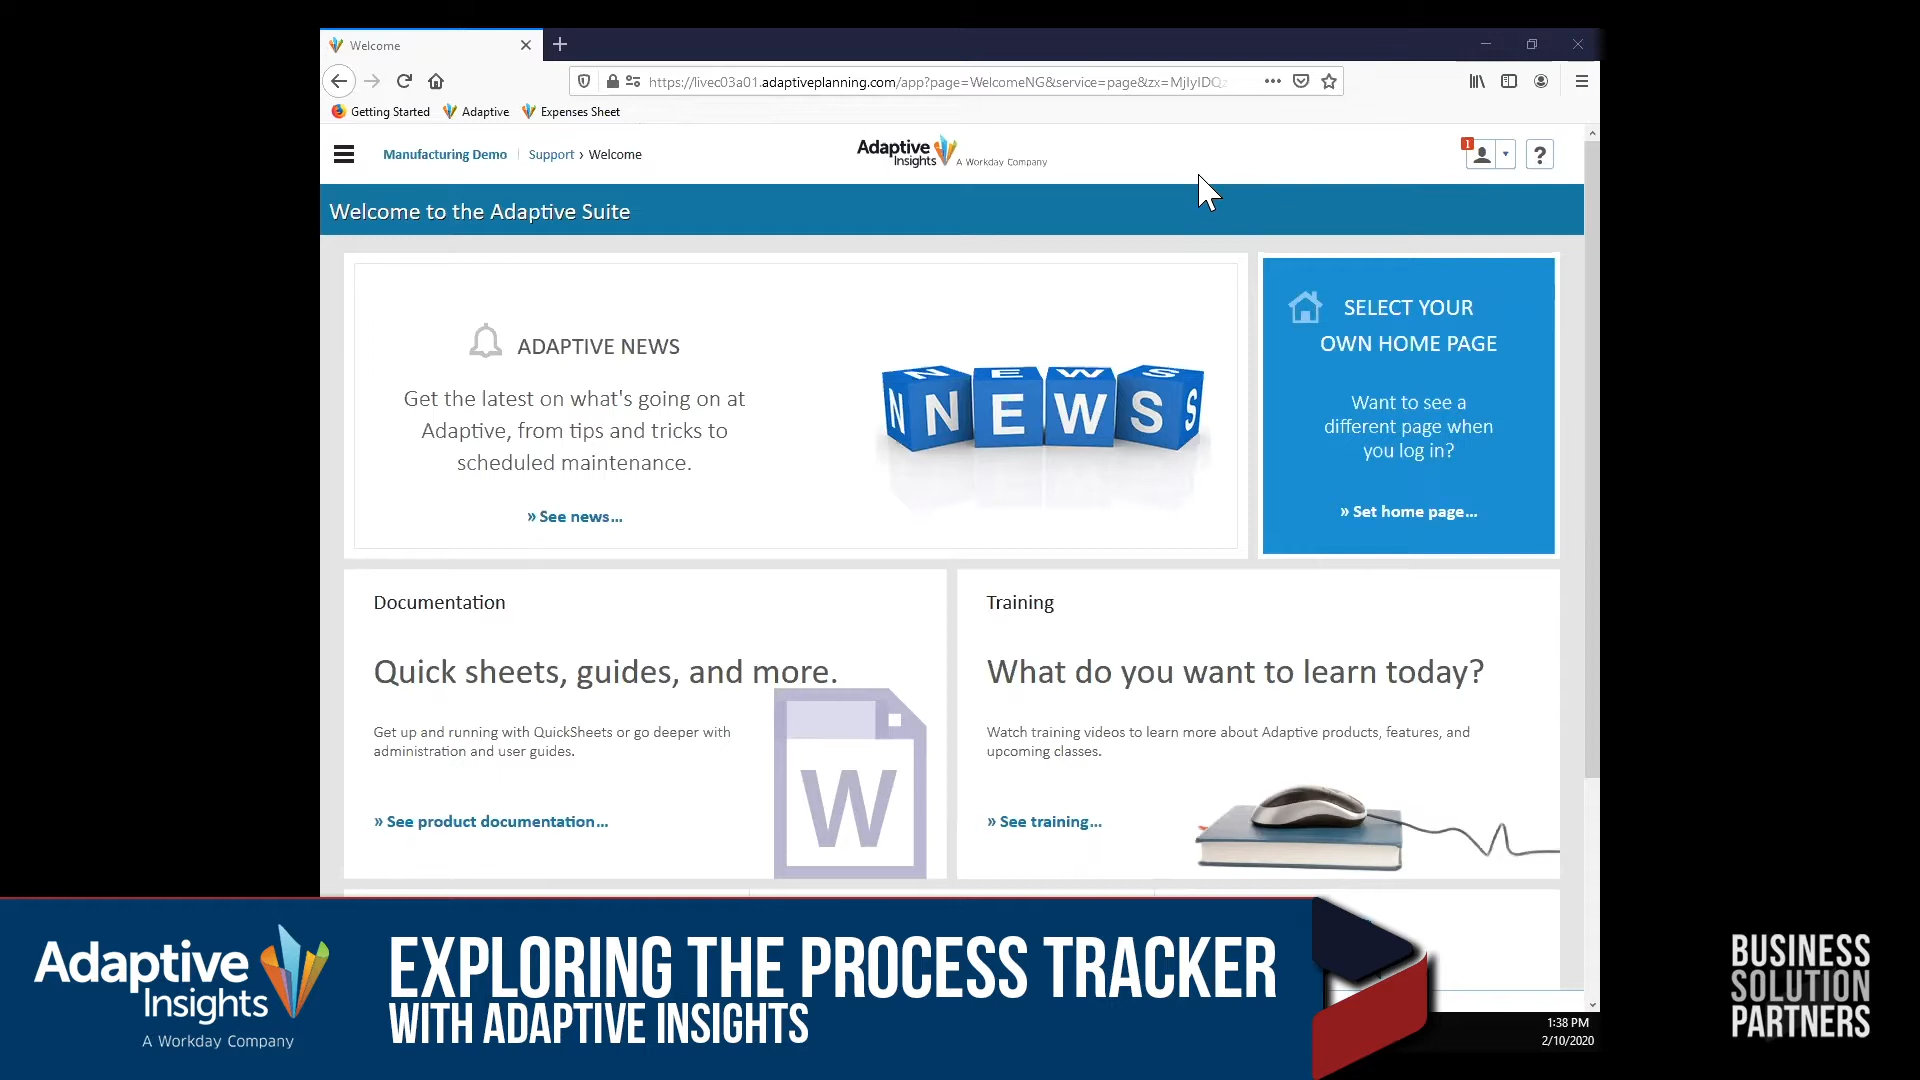 Welcome
https://livec03a01.adaptiveplanning.com/app?page=WelcomeNG&service=page&zx=MjIyIDQz
Getting Started Adaptive Expenses Sheet
Manufacturing Demo Support › Welcome
Adaptive Insights A Workday Company
1
?
Welcome to the Adaptive Suite
ADAPTIVE NEWS
Get the latest on what's going on at
Adaptive, from tips and tricks to
scheduled maintenance.
» See news...
N E W S
N N E W S S
SELECT YOUR
OWN HOME PAGE
Want to see a
different page when
you log in?
» Set home page...
Documentation
Quick sheets, guides, and more.
Get up and running with QuickSheets or go deeper with
administration and user guides.
» See product documentation...
W
Training
What do you want to learn today?
Watch training videos to learn more about Adaptive products, features, and
upcoming classes.
» See training...
Adaptive
Insights
A Workday Company
EXPLORING THE PROCESS TRACKER
WITH ADAPTIVE INSIGHTS
1:38 PM
2/10/2020
BUSINESS
SOLUTION
PARTNERS